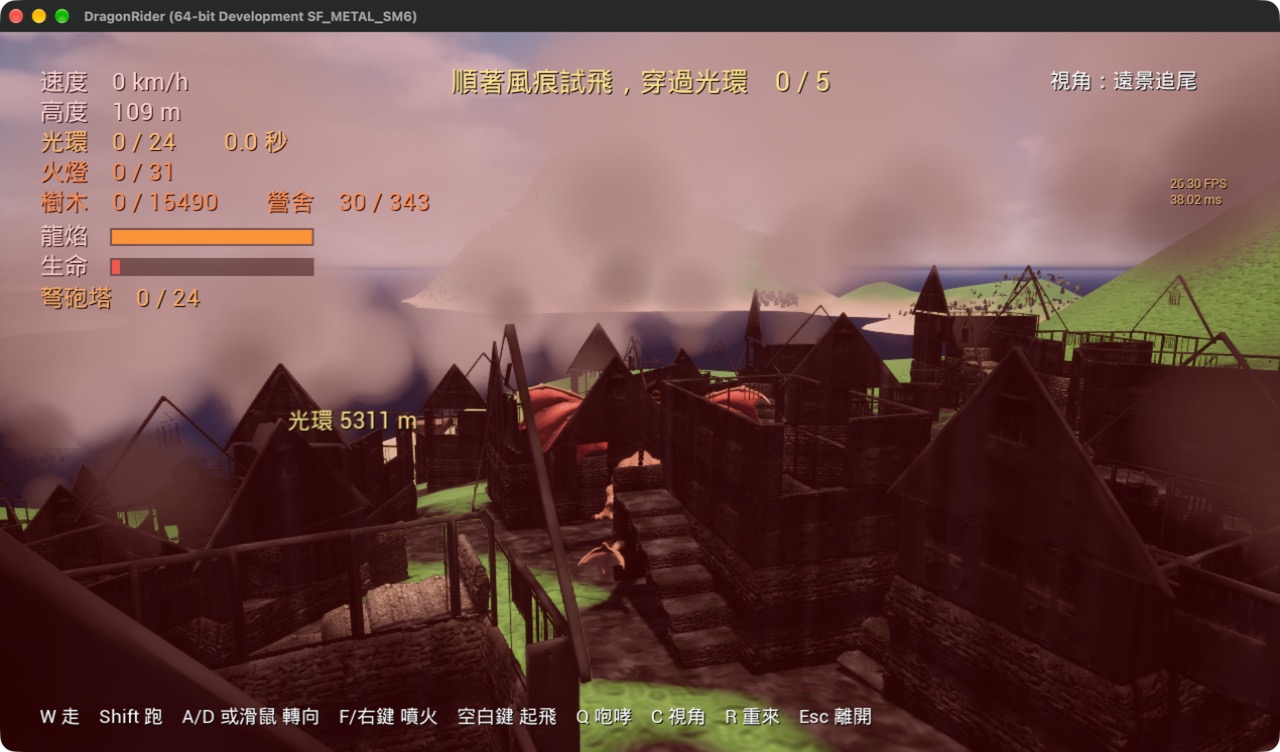 DragonRider (64-bit Development SF_METAL_SM6)
速度 0 km/h
順著風痕試飛，穿過光環 0 / 5
視角：遠景追尾
高度 109 m
光環 0 / 24 0.0 秒
火燈 0 / 31
26.30 FPS
38.02 ms
樹木 0 / 15490 營舍 30 / 343
龍焰
生命
弩砲塔 0 / 24
光環 5311 m
W 走 Shift 跑 A/D 或滑鼠 轉向 F/右鍵 噴火 空白鍵 起飛 Q 咆哮 C 視角 R 重來 Esc 離開